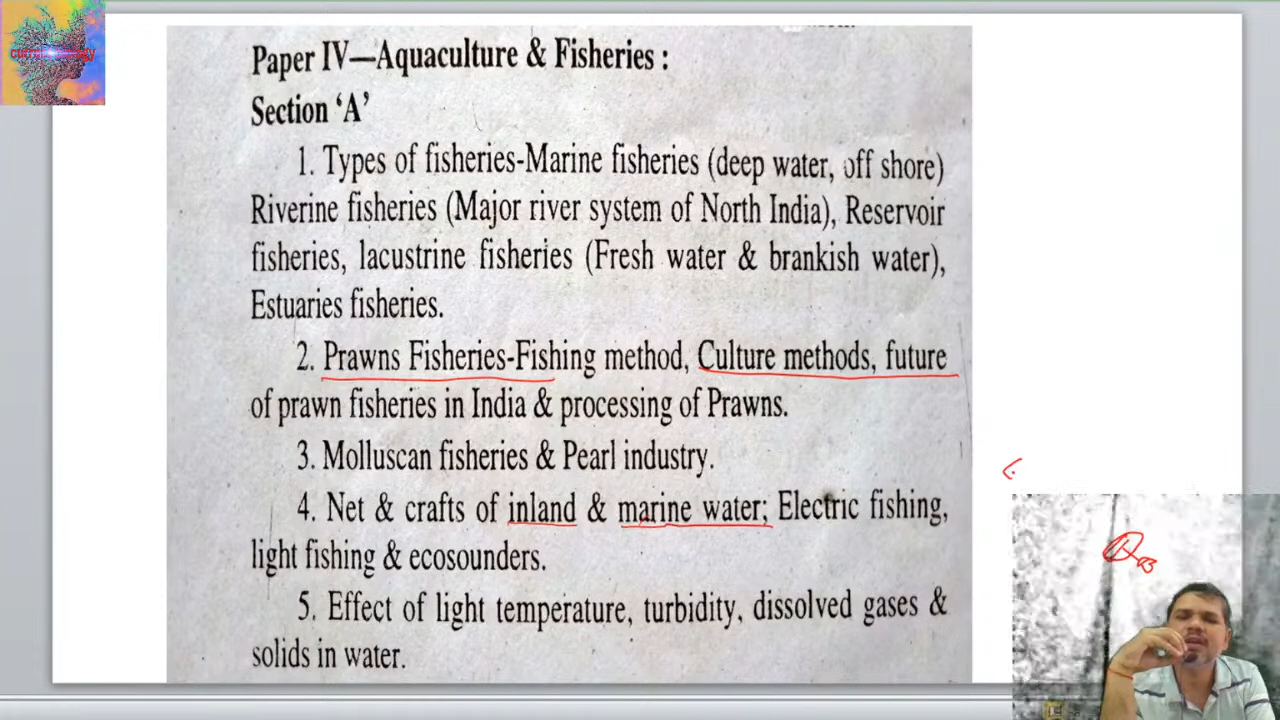 Paper IV—Aquaculture & Fisheries :
Section ‘A’
1. Types of fisheries-Marine fisheries (deep water, off shore)
Riverine fisheries (Major river system of North India), Reservoir
fisheries, lacustrine fisheries (Fresh water & brankish water),
Estuaries fisheries.
2. Prawns Fisheries-Fishing method, Culture methods, future
of prawn fisheries in India & processing of Prawns.
3. Molluscan fisheries & Pearl industry.
4. Net & crafts of inland & marine water; Electric fishing,
light fishing & ecosounders.
5. Effect of light temperature, turbidity, dissolved gases &
solids in water.